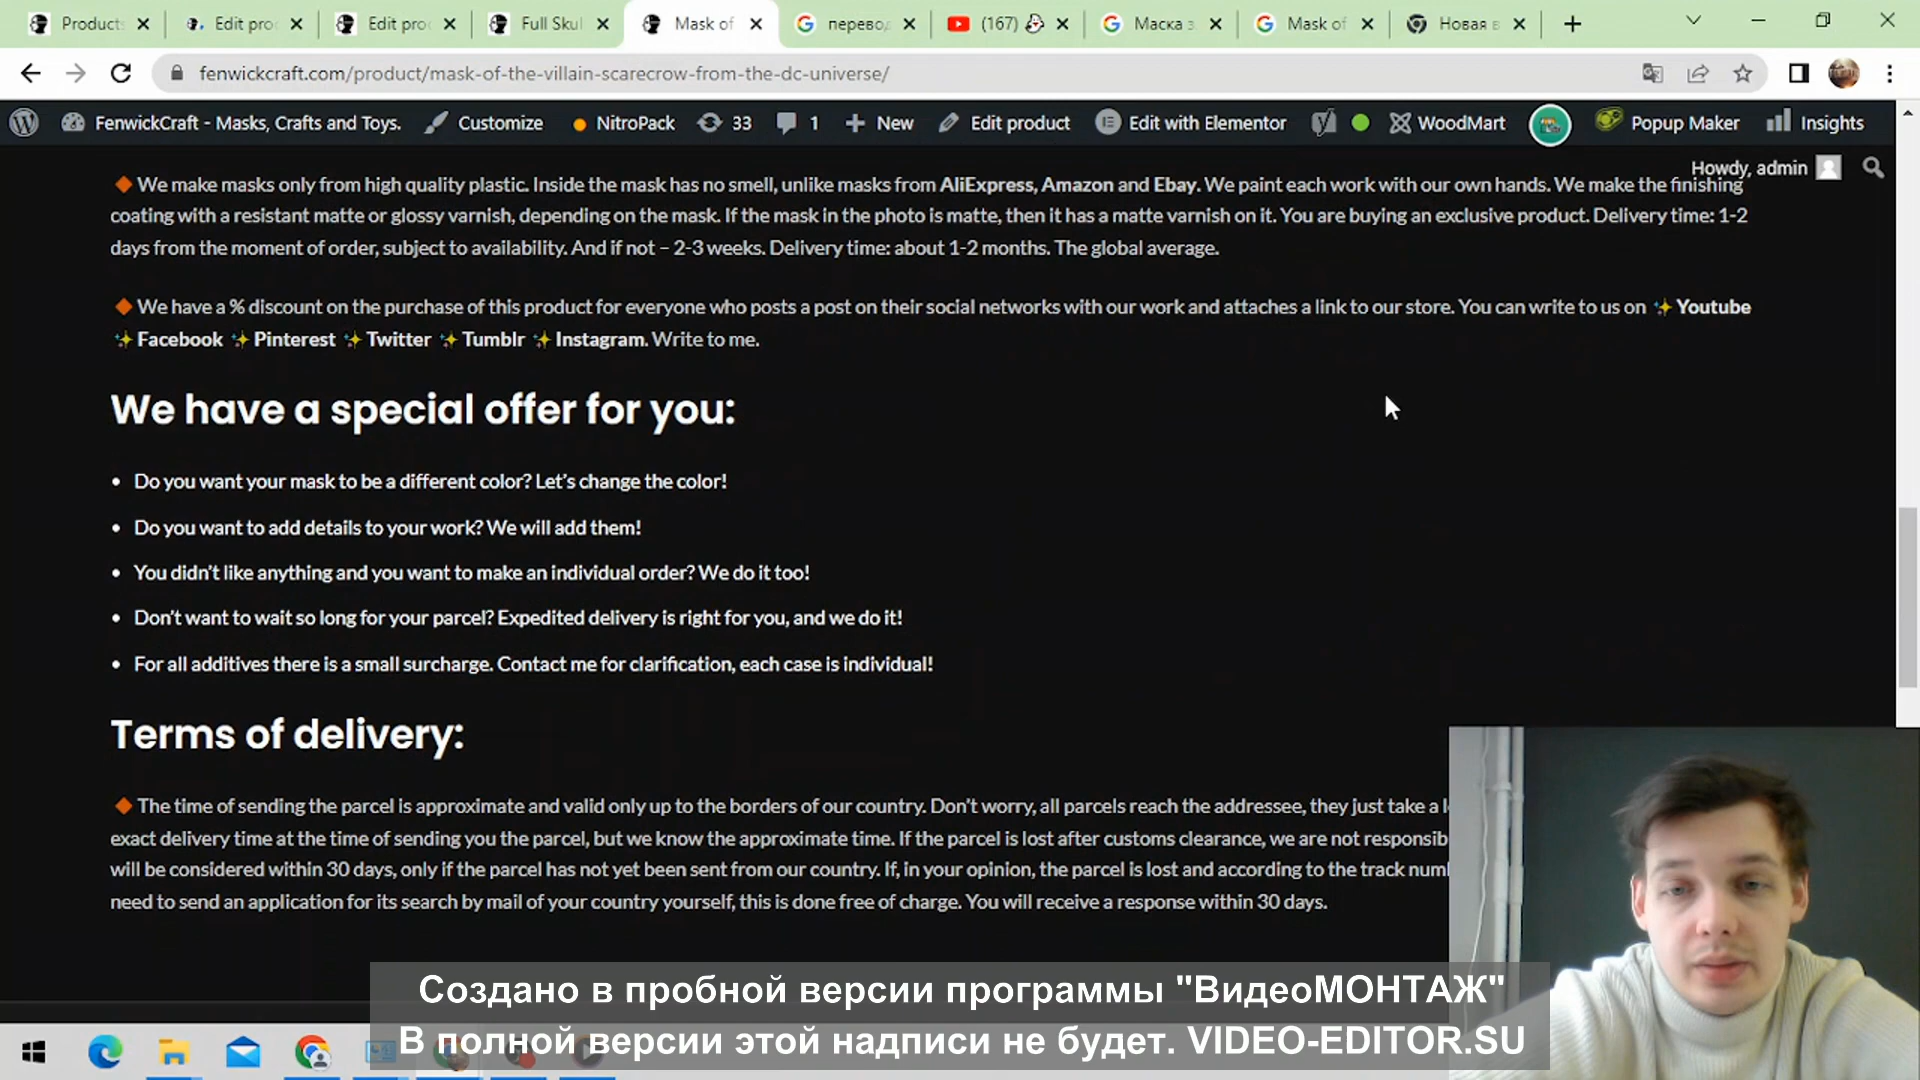 Products
Edit pro
Edit pro
Full Skul
Mask of
перевод
(167)
Маска з
Mask of
Новая в
fenwickcraft.com/product/mask-of-the-villain-scarecrow-from-the-dc-universe/
FenwickCraft - Masks, Crafts and Toys.
Customize
NitroPack
33
1
New
Edit product
Edit with Elementor
WoodMart
Popup Maker
Insights
Howdy, admin
We make masks only from high quality plastic. Inside the mask has no smell, unlike masks from AliExpress, Amazon and Ebay. We paint each work with our own hands. We make the finishing
coating with a resistant matte or glossy varnish, depending on the mask. If the mask in the photo is matte, then it has a matte varnish on it. You are buying an exclusive product. Delivery time: 1-2
days from the moment of order, subject to availability. And if not – 2-3 weeks. Delivery time: about 1-2 months. The global average.
We have a % discount on the purchase of this product for everyone who posts a post on their social networks with our work and attaches a link to our store. You can write to us on ✨ Youtube
✨ Facebook ✨ Pinterest ✨ Twitter ✨ Tumblr ✨ Instagram. Write to me.
We have a special offer for you:
• Do you want your mask to be a different color? Let's change the color!
• Do you want to add details to your work? We will add them!
• You didn't like anything and you want to make an individual order? We do it too!
• Don't want to wait so long for your parcel? Expedited delivery is right for you, and we do it!
• For all additives there is a small surcharge. Contact me for clarification, each case is individual!
Terms of delivery:
The time of sending the parcel is approximate and valid only up to the borders of our country. Don't worry, all parcels reach the addressee, they just take a
exact delivery time at the time of sending you the parcel, but we know the approximate time. If the parcel is lost after customs clearance, we are not responsib
will be considered within 30 days, only if the parcel has not yet been sent from our country. If, in your opinion, the parcel is lost and according to the track num
need to send an application for its search by mail of your country yourself, this is done free of charge. You will receive a response within 30 days.
Создано в пробной версии программы "ВидеоМОНТАЖ"
В полной версии этой надписи не будет. VIDEO-EDITOR.SU